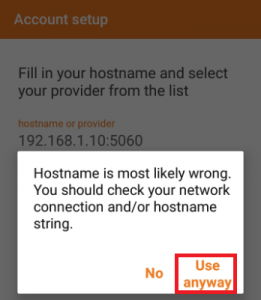 Account setup
Fill in your hostname and select
your provider from the list
hostname or provider
192.168.1.10:5060
Hostname is most likely wrong.
You should check your network
connection and/or hostname
string.
No
Use
anyway